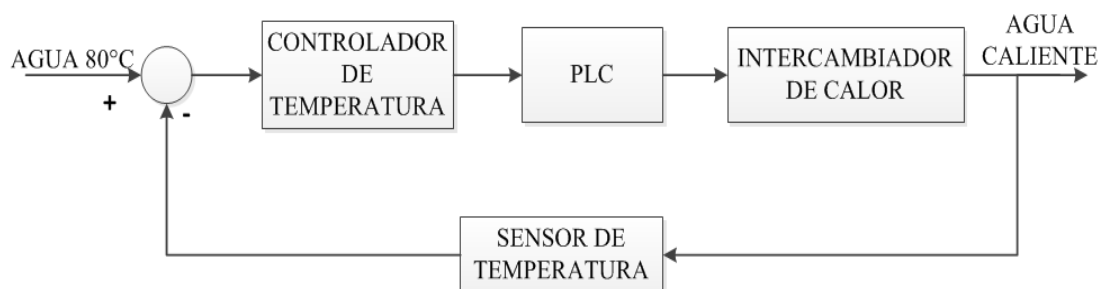 AGUA 80°C
+
-
CONTROLADOR
DE
TEMPERATURA
PLC
INTERCAMBIADOR
DE CALOR
AGUA
CALIENTE
SENSOR DE
TEMPERATURA